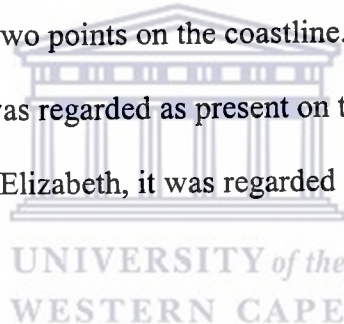 wo points on the coastline.
as regarded as present on t
Elizabeth, it was regarded
UNIVERSITY of the
WESTERN CAPE